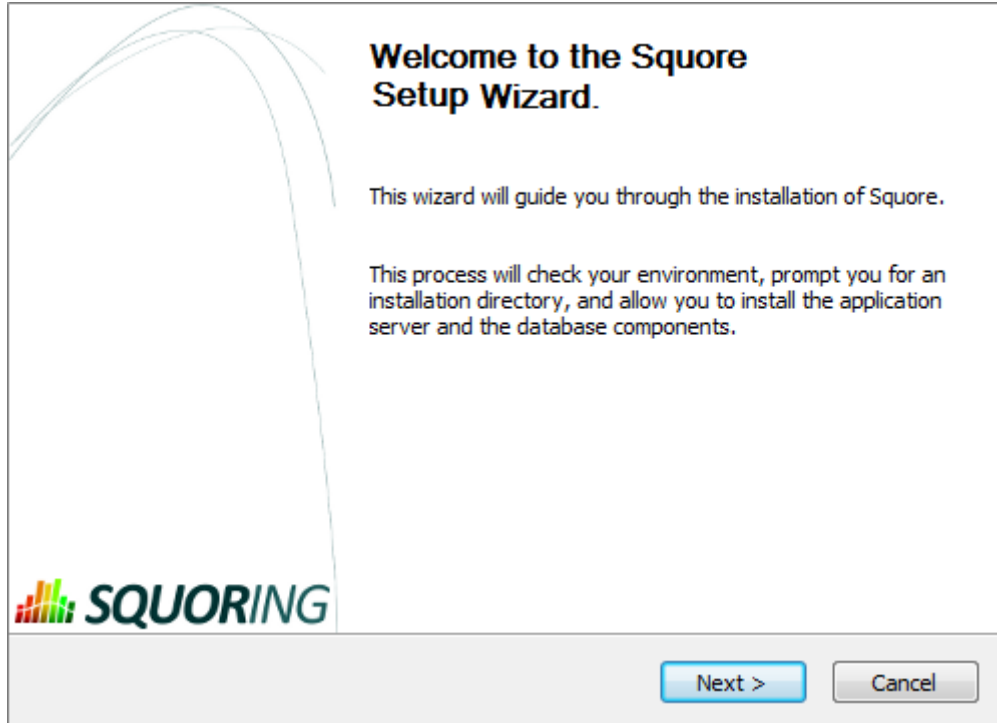 Welcome to the Squore
Setup Wizard.
This wizard will guide you through the installation of Squore.
This process will check your environment, prompt you for an
installation directory, and allow you to install the application
server and the database components.
SQUORING
Next >
Cancel